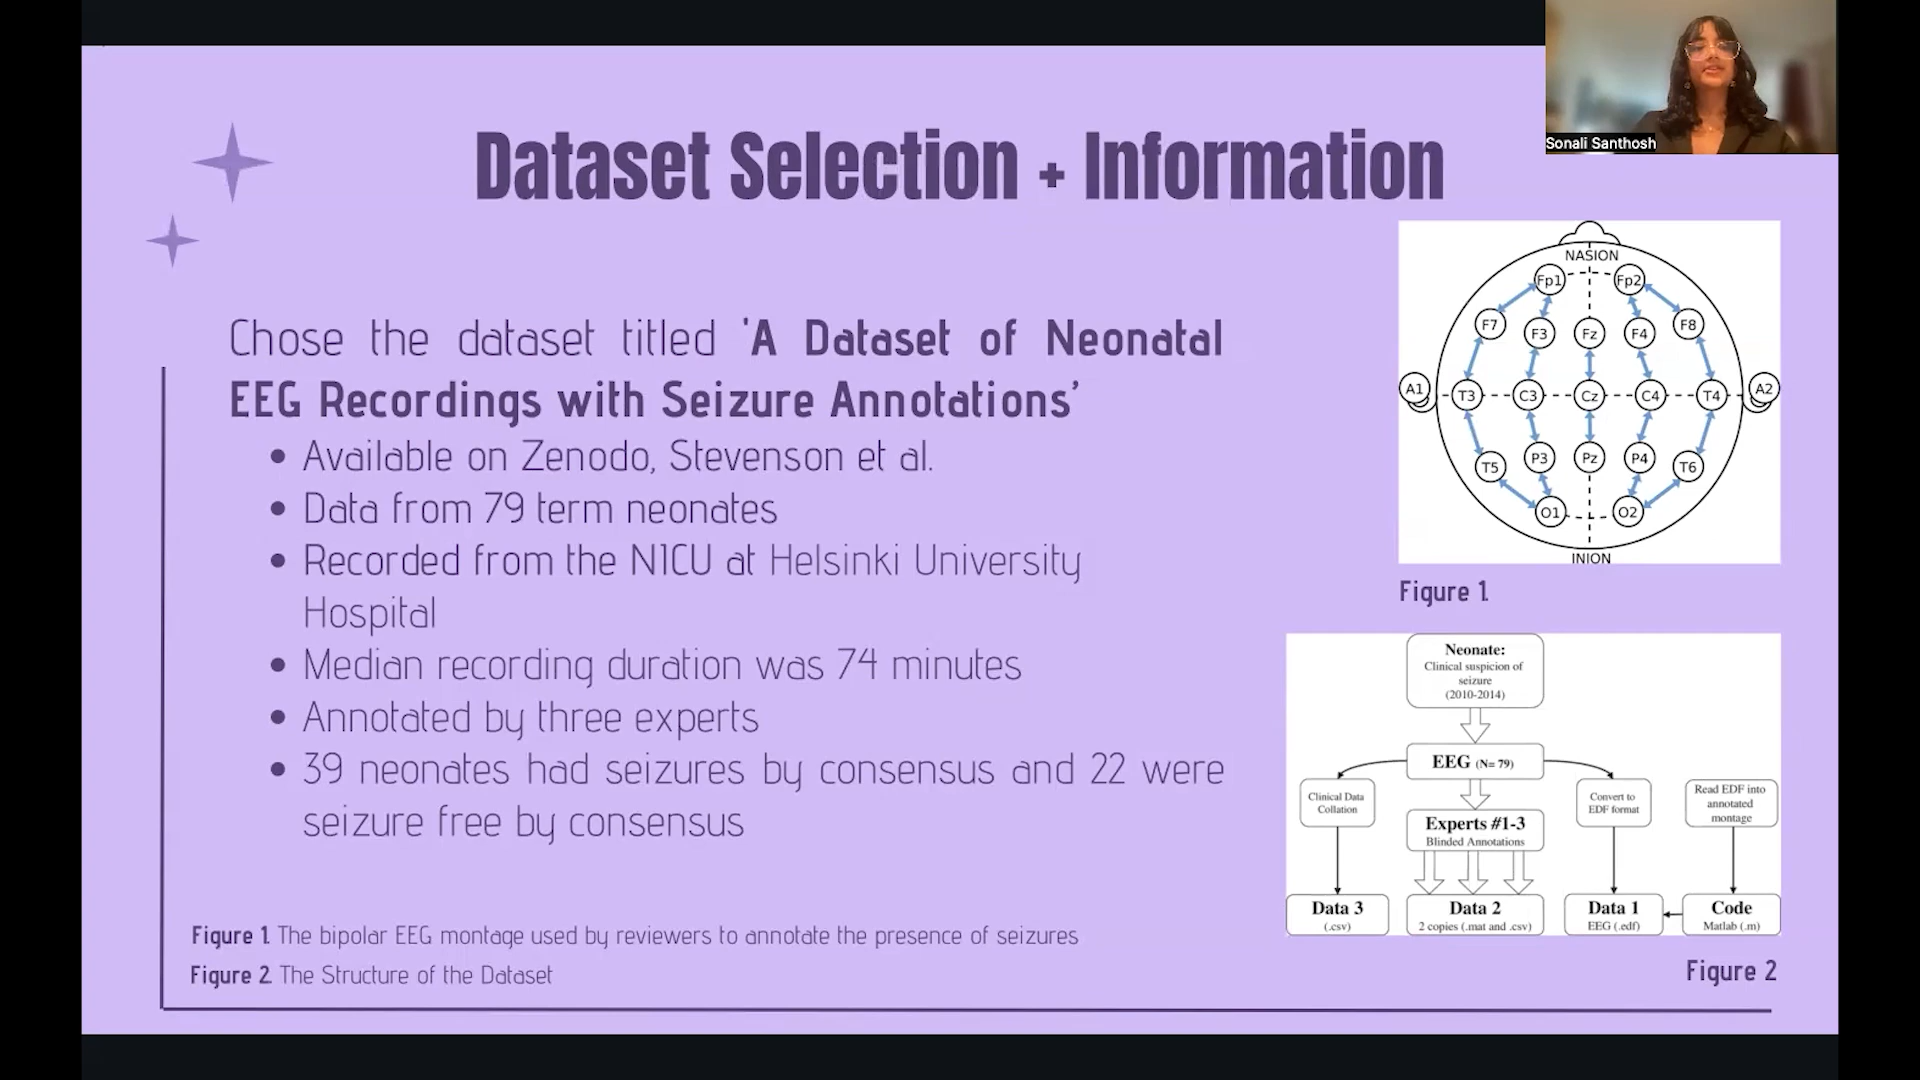 Sonali Santhosh
Dataset Selection + Information
Chose the dataset titled 'A Dataset of Neonatal
EEG Recordings with Seizure Annotations’
• Available on Zenodo, Stevenson et al.
• Data from 79 term neonates
• Recorded from the NICU at Helsinki University
Hospital
• Median recording duration was 74 minutes
• Annotated by three experts
• 39 neonates had seizures by consensus and 22 were
seizure free by consensus
Figure 1. The bipolar EEG montage used by reviewers to annotate the presence of seizures
Figure 2. The Structure of the Dataset
NASION
Fp1 Fp2
F7 F3 Fz F4 F8
A1 T3 C3 Cz C4 T4 A2
T5 P3 Pz P4 T6
O1 O2
INION
Figure 1.
Neonate:
Clinical suspicion of
seizure
(2010-2014)
EEG (N= 79)
Clinical Data
Collation
Experts #1-3
Blinded Annotations
Convert to
EDF format
Read EDF into
annotated
montage
Data 3
(.csv)
Data 2
2 copies (.mat and .csv)
Data 1
EEG (.edf)
Code
Matlab (.m)
Figure 2